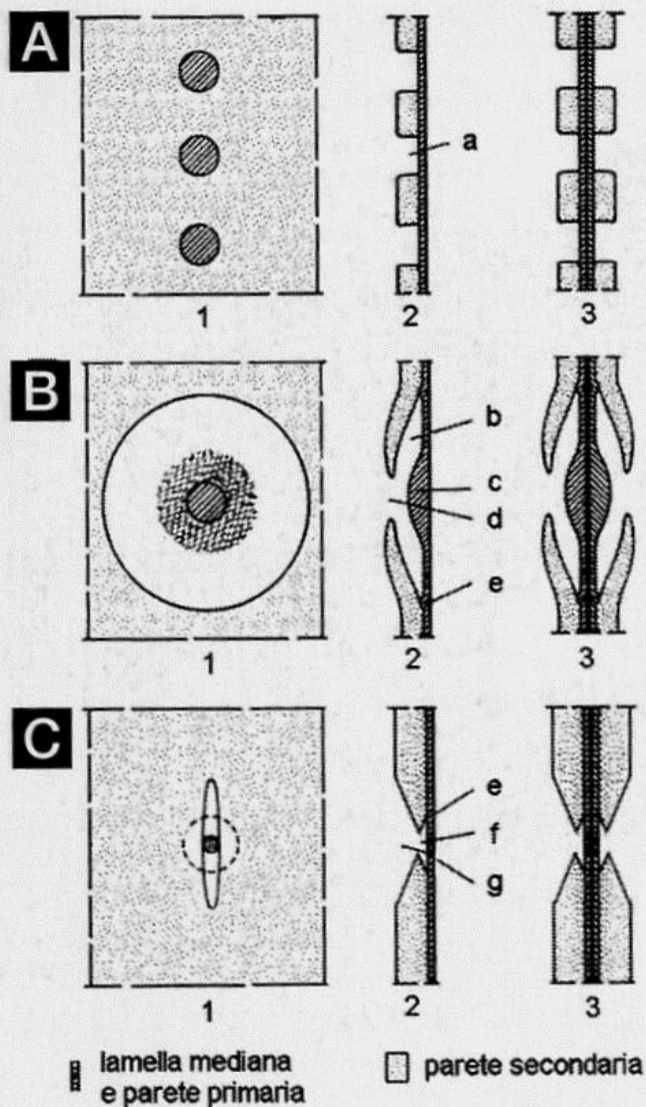 A
a
1
2
3
B
b
c
d
e
1
2
3
C
e
f
g
1
2
3
lamella mediana
e parete primaria
parete secondaria